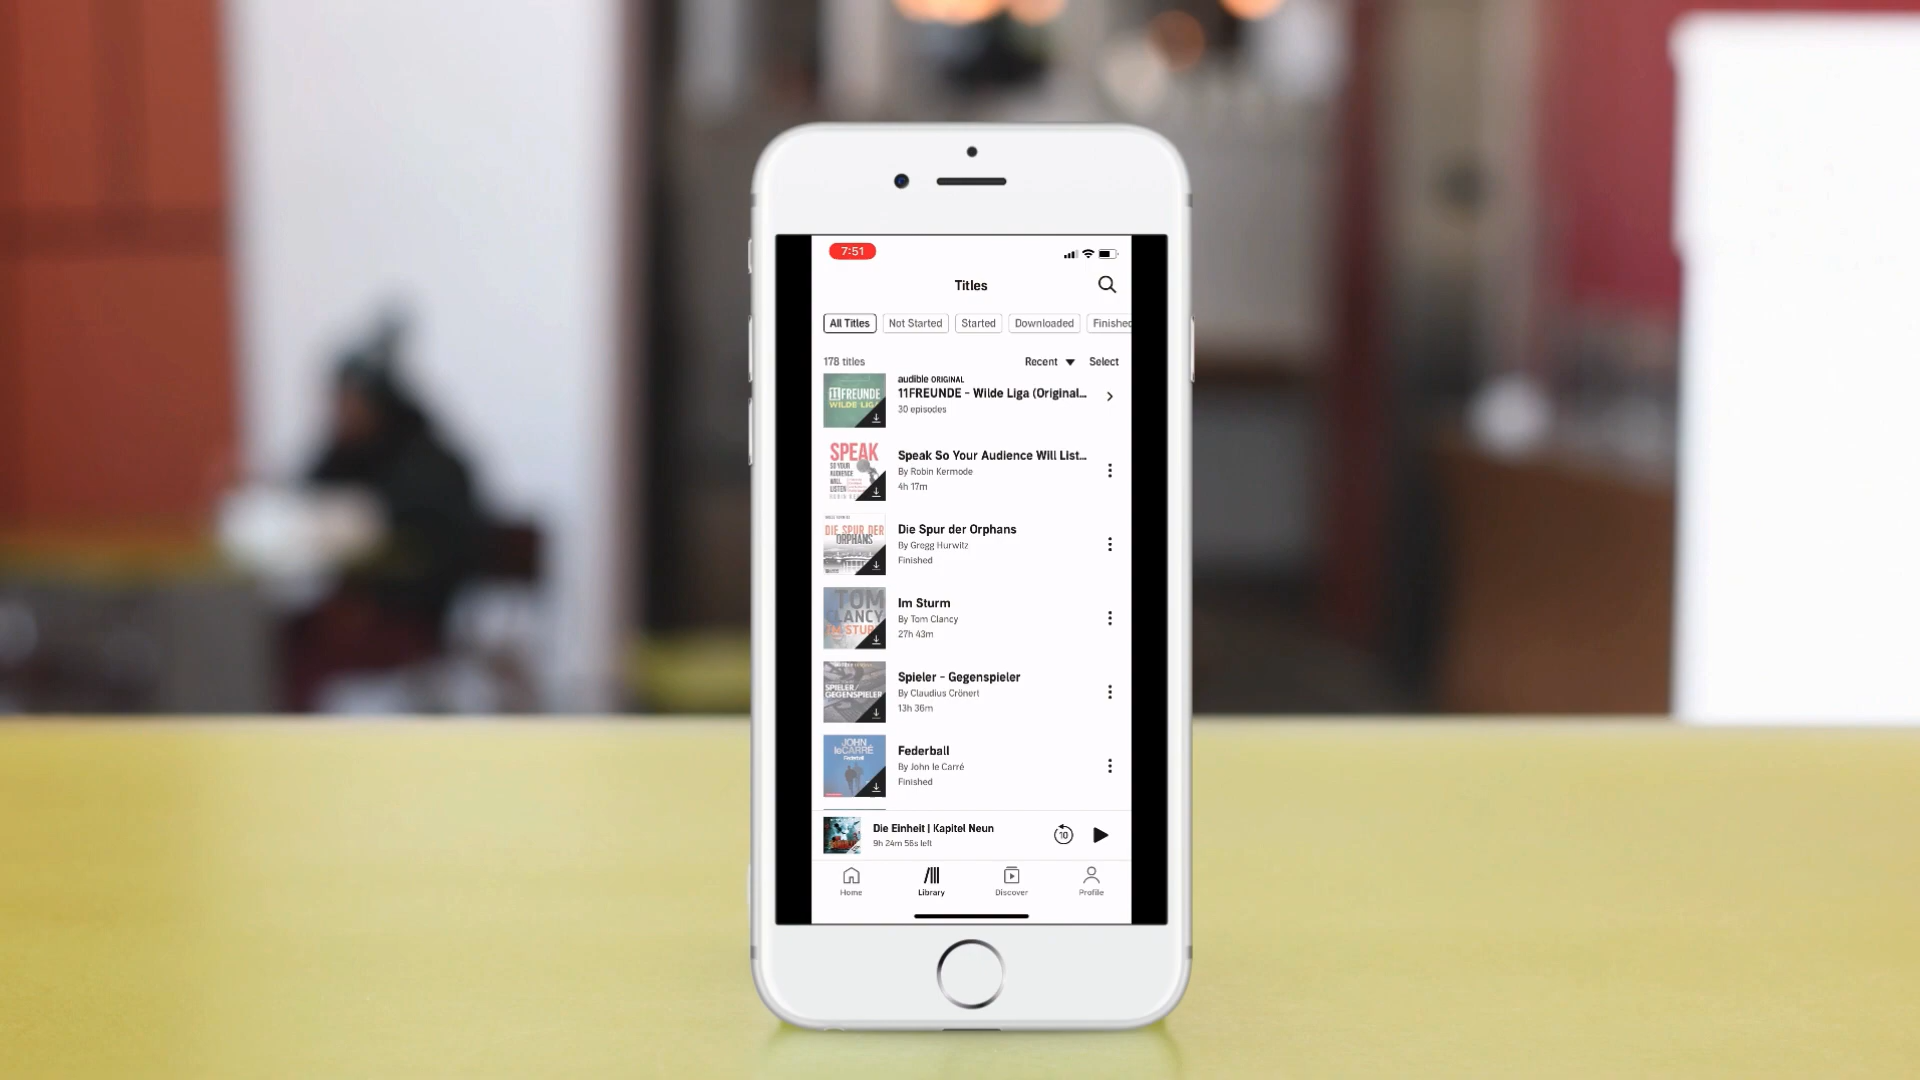 7:51
Titles
All Titles Not Started Started Downloaded Finished
178 titles Recent Select
11FREUNDE
WILDE LIGA
audible ORIGINAL
11FREUNDE - Wilde Liga (Original...
30 episodes
SPEAK
SO YOUR
AUDIENCE
WILL
LISTEN
Speak So Your Audience Will List...
By Robin Kermode
4h 17m
DIE SPUR DER
ORPHANS
Die Spur der Orphans
By Gregg Hurwitz
Finished
TOM
CLANCY
IM STURM
Im Sturm
By Tom Clancy
27h 43m
SPIELER/
GEGENSPIELER
Spieler - Gegenspieler
By Claudius Crönert
13h 36m
JOHN
leCARRÉ
Federball
Federball
By John le Carré
Finished
Die Einheit | Kapitel Neun
9h 24m 56s left
10
Home Library Discover Profile